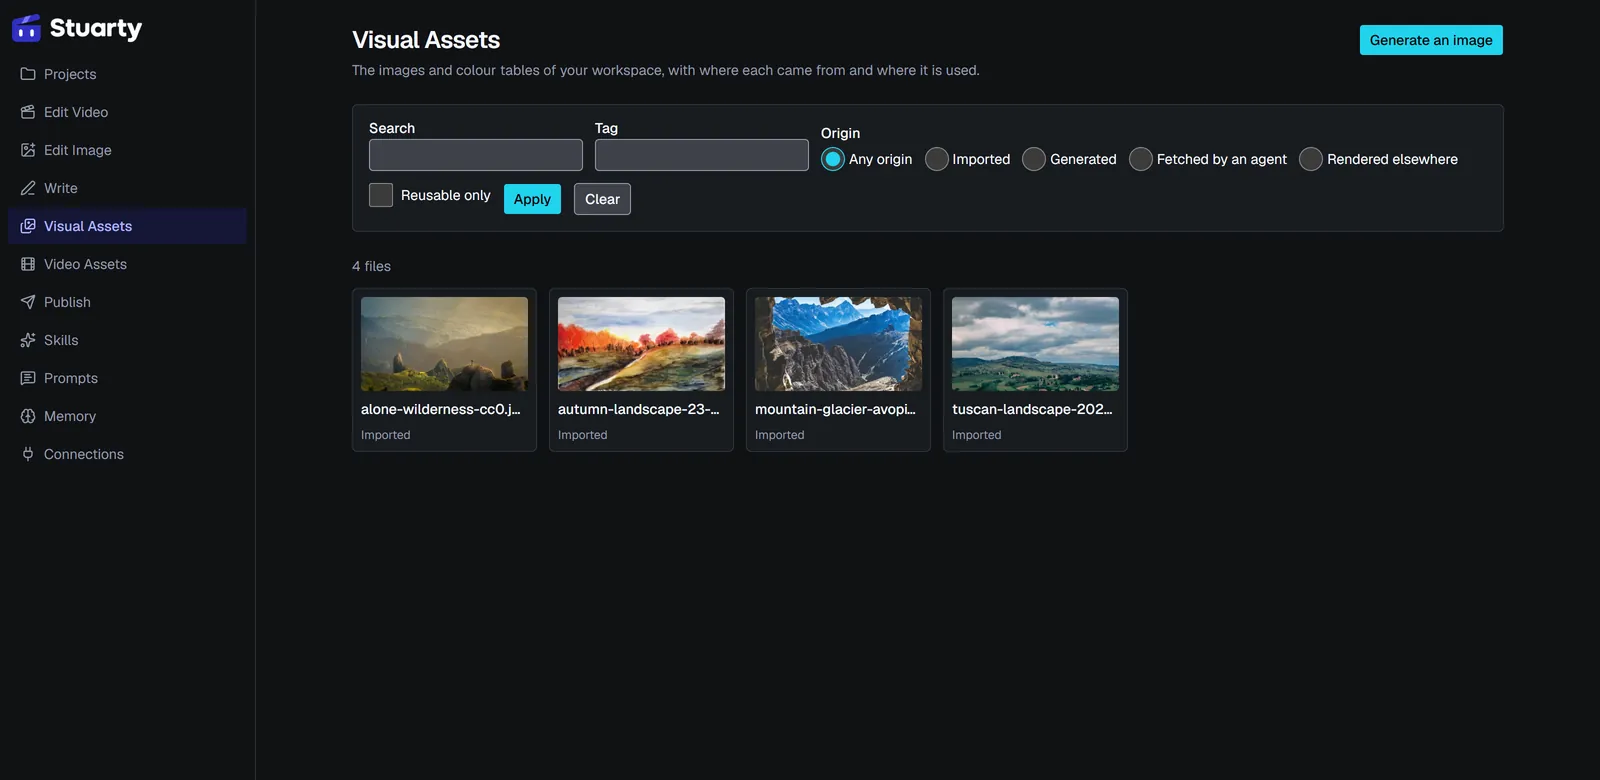 Stuarty
Projects
Edit Video
Edit Image
Write
Visual Assets
Video Assets
Publish
Skills
Prompts
Memory
Connections
Visual Assets
Generate an image
The images and colour tables of your workspace, with where each came from and where it is used.
Search
Tag
Origin
Any origin
Imported
Generated
Fetched by an agent
Rendered elsewhere
Reusable only
Apply
Clear
4 files
alone-wilderness-cc0.j...
Imported
autumn-landscape-23-...
Imported
mountain-glacier-avopi...
Imported
tuscan-landscape-202...
Imported